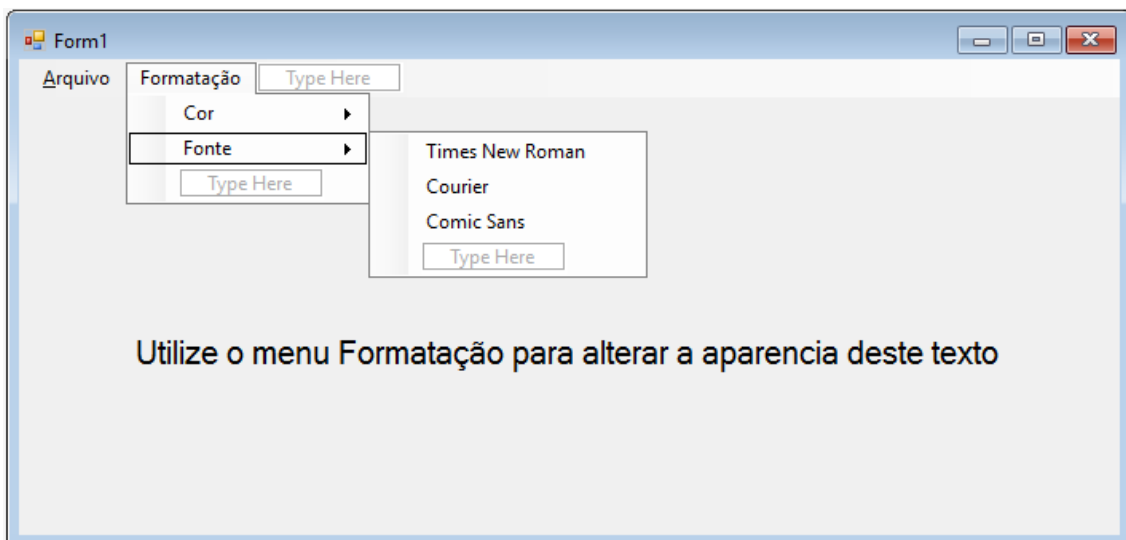 Form1
Arquivo Formatação Type Here
Cor
Fonte
Type Here
Times New Roman
Courier
Comic Sans
Type Here
Utilize o menu Formatação para alterar a aparencia deste texto